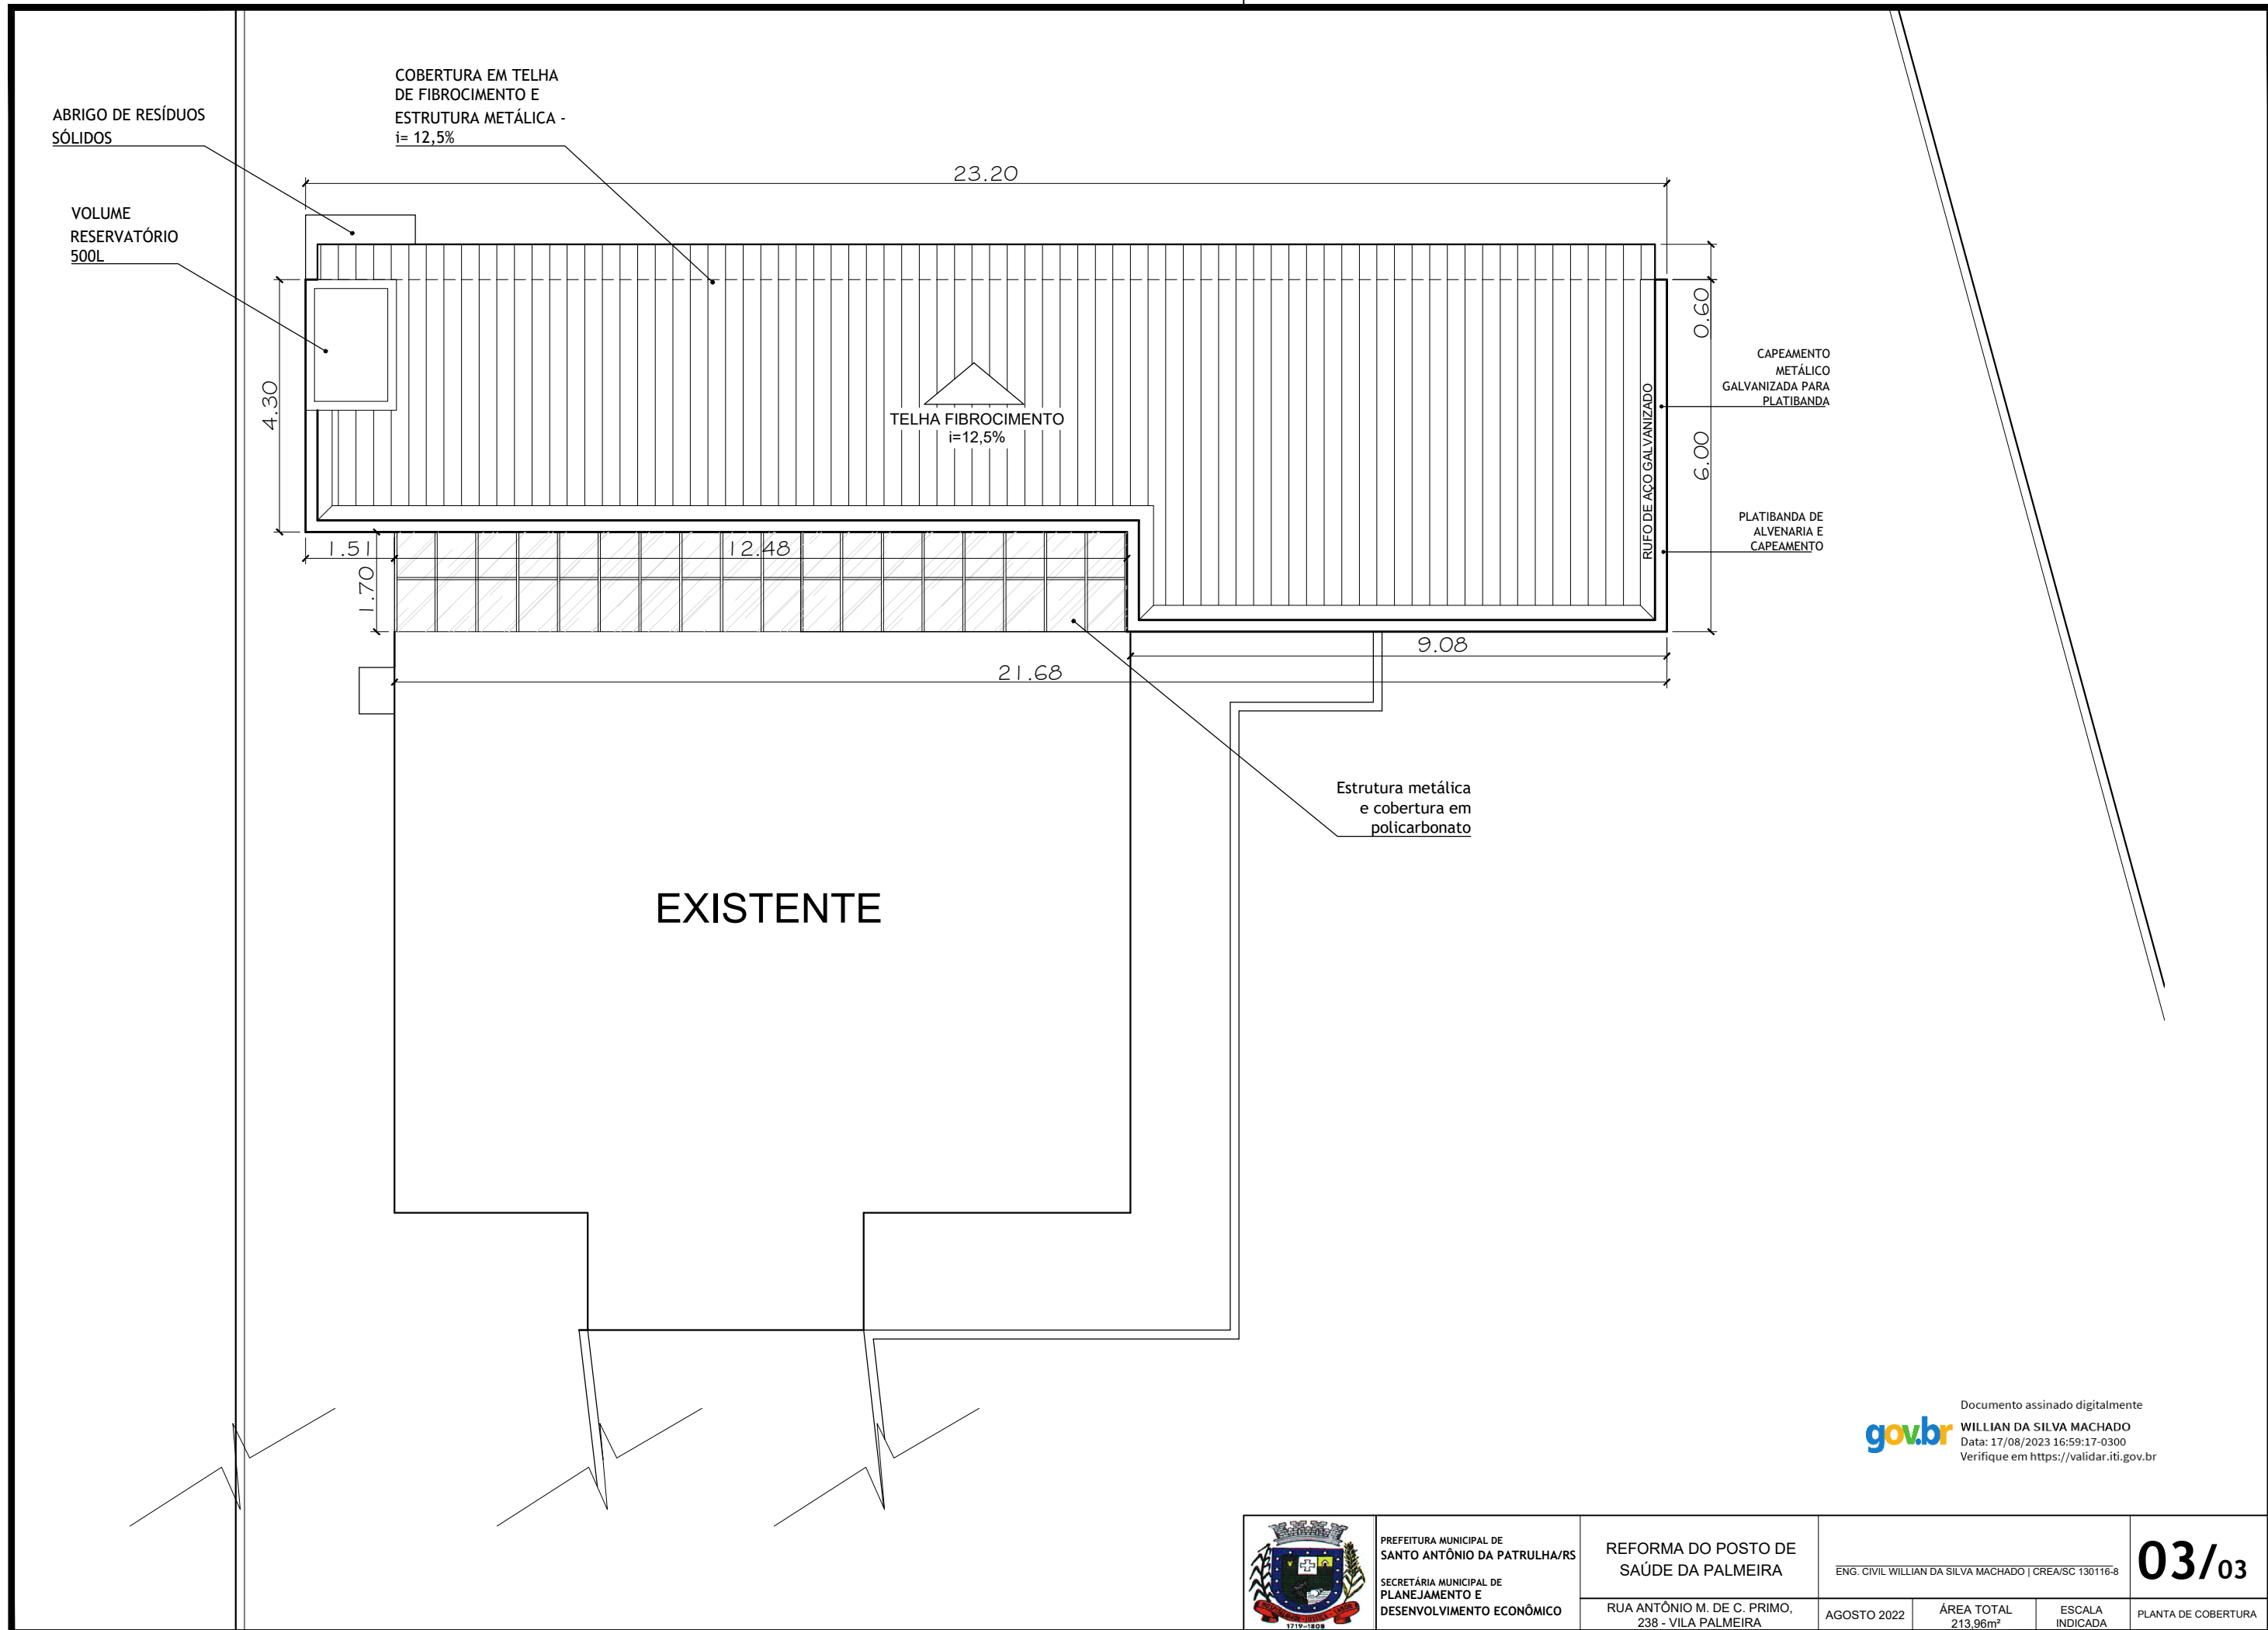 COBERTURA EM TELHA
DE FIBROCIMENTO E
ESTRUTURA METÁLICA -
i= 12,5%
ABRIGO DE RESÍDUOS
SÓLIDOS
VOLUME
RESERVATÓRIO
500L
23.20
4.30
0.60
6.00
CAPEAMENTO
METÁLICO
GALVANIZADA PARA
PLATIBANDA
TELHA FIBROCIMENTO
i=12,5%
RUFO DE AÇO GALVANIZADO
PLATIBANDA DE
ALVENARIA E
CAPEAMENTO
1.51
12.48
1.70
9.08
21.68
Estrutura metálica
e cobertura em
policarbonato
EXISTENTE
Documento assinado digitalmente
gov.br
WILLIAN DA SILVA MACHADO
Data: 17/08/2023 16:59:17-0300
Verifique em https://validar.iti.gov.br
1719-1809
PREFEITURA MUNICIPAL DE
SANTO ANTÔNIO DA PATRULHA/RS
SECRETÁRIA MUNICIPAL DE
PLANEJAMENTO E
DESENVOLVIMENTO ECONÔMICO
REFORMA DO POSTO DE
SAÚDE DA PALMEIRA
RUA ANTÔNIO M. DE C. PRIMO,
238 - VILA PALMEIRA
ENG. CIVIL WILLIAN DA SILVA MACHADO | CREA/SC 130116-8
AGOSTO 2022
ÁREA TOTAL
213,96m²
ESCALA
INDICADA
03/03
PLANTA DE COBERTURA